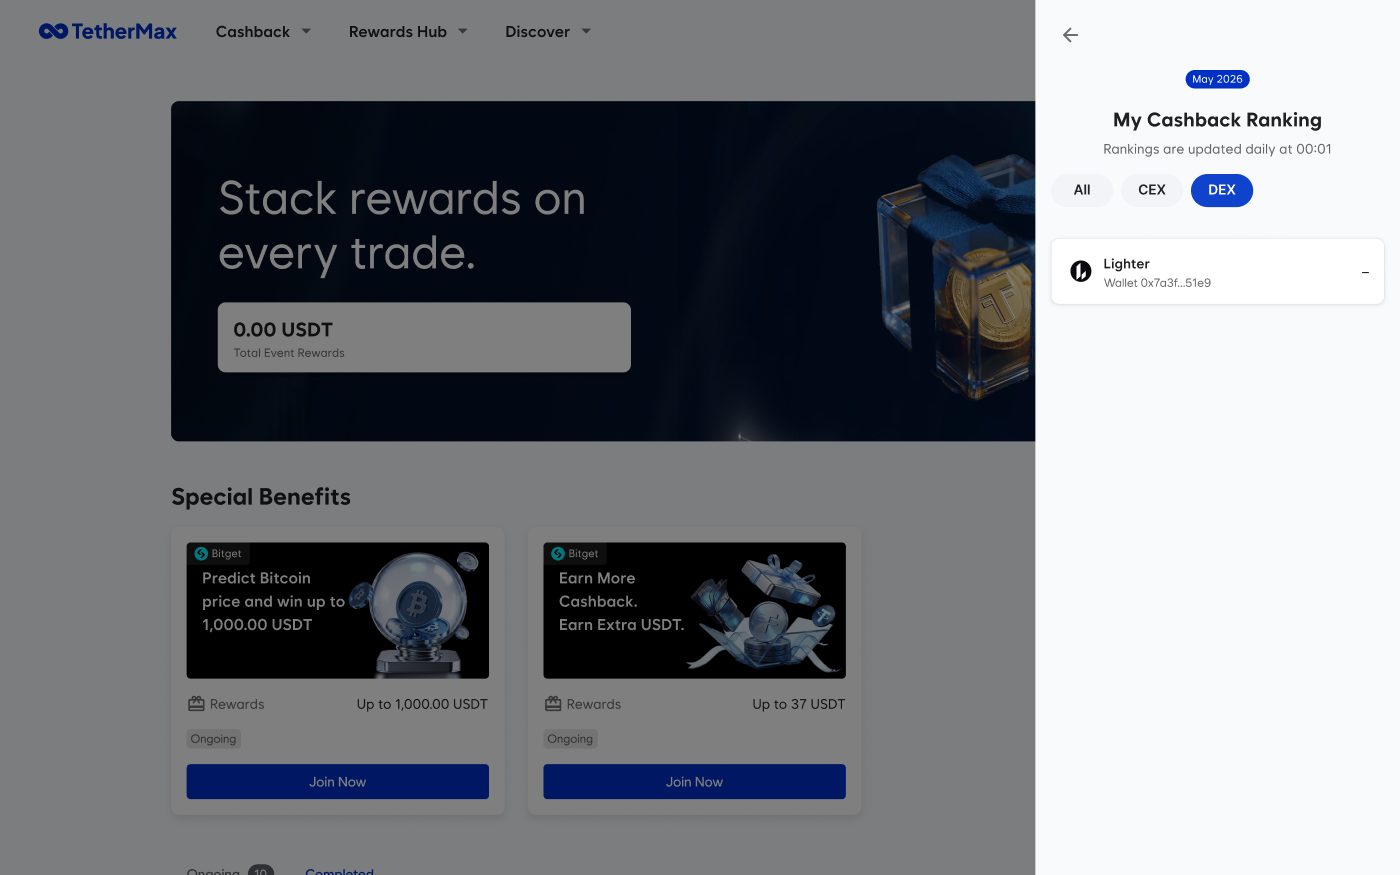 TetherMax
Cashback
Rewards Hub
Discover
Stack rewards on
every trade.
0.00 USDT
Total Event Rewards
Special Benefits
Bitget
Predict Bitcoin
price and win up to
1,000.00 USDT
Rewards
Up to 1,000.00 USDT
Ongoing
Join Now
Bitget
Earn More
Cashback.
Earn Extra USDT.
Rewards
Up to 37 USDT
Ongoing
Join Now
Ongoing 10
Completed
May 2026
My Cashback Ranking
Rankings are updated daily at 00:01
All
CEX
DEX
Lighter
Wallet 0x7a3f...51e9
–